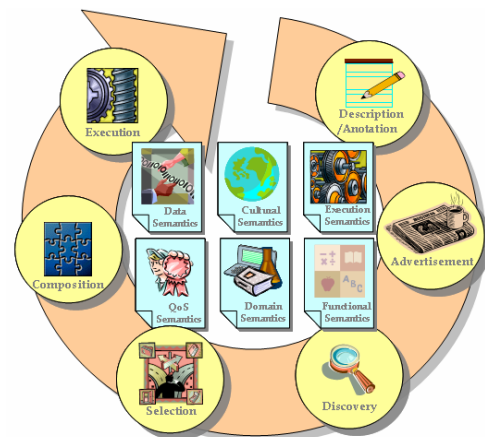 Execution
Description
/Anotation
Data
Semantics
Cultural
Semantics
Execution
Semantics
Composition
Advertisement
QoS
Semantics
Domain
Semantics
Functional
Semantics
A B C
Selection
Discovery